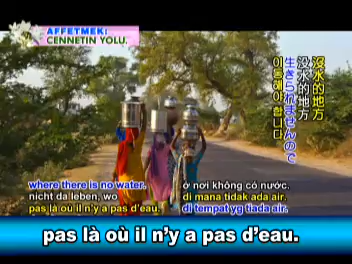 AFFETMEK:
CENNETIN YOLU.
沒水的地方
没水的地方
生きられませんので
이동해야 합니다
where there is no water.
nicht da leben, wo
pas là où il n'y a pas d'eau.
ở nơi không có nước.
di mana tidak ada air.
di tempat yg tiada air.
pas là où il n'y a pas d'eau.